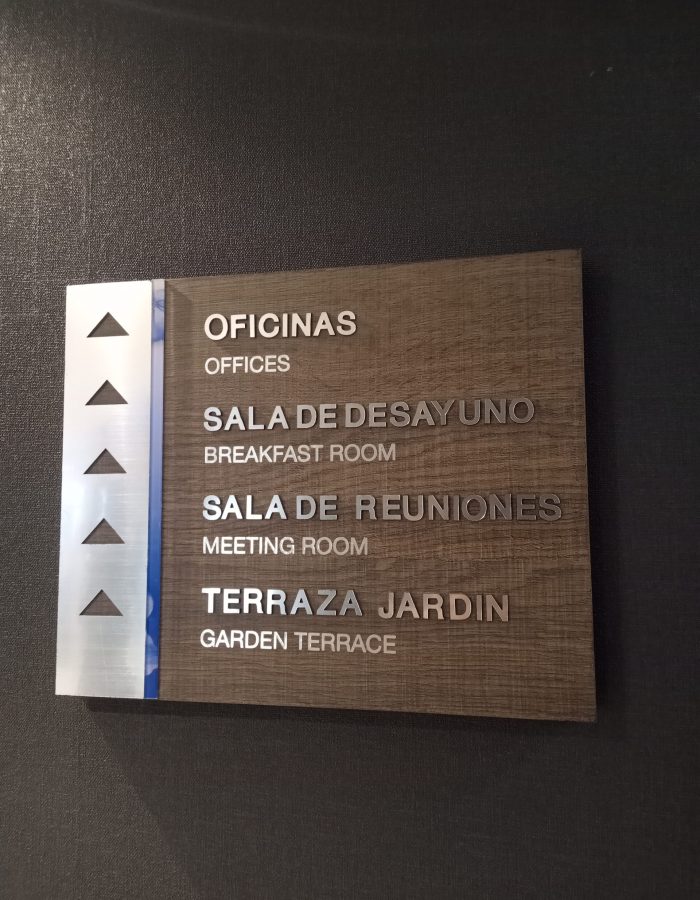 OFICINAS
OFFICES
SALA DE DESAYUNO
BREAKFAST ROOM
SALA DE REUNIONES
MEETING ROOM
TERRAZA JARDIN
GARDEN TERRACE